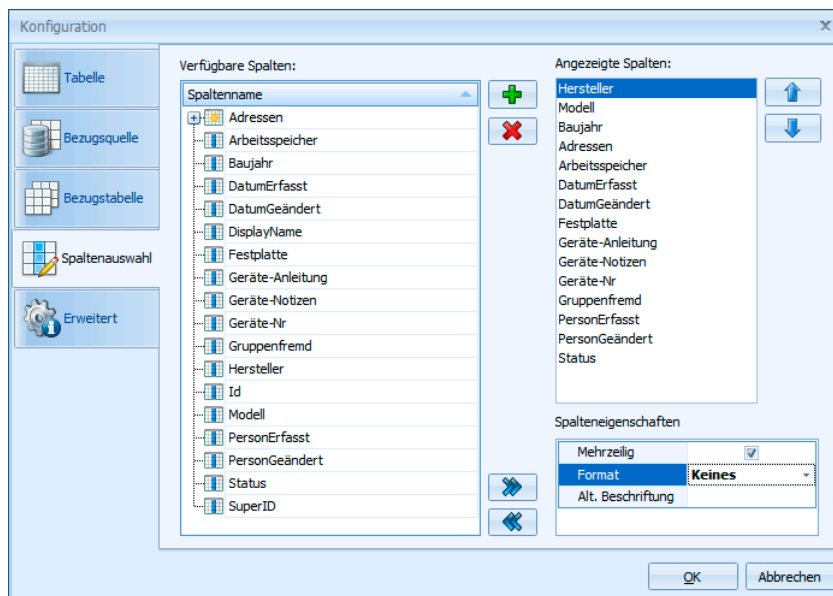 Konfiguration
x
Tabelle
Bezugsquelle
Bezugstabelle
Spaltenauswahl
Erweitert
Verfügbare Spalten:
Spaltenname
Adressen
Arbeitsspeicher
Baujahr
DatumErfasst
DatumGeändert
DisplayName
Festplatte
Geräte-Anleitung
Geräte-Notizen
Geräte-Nr
Gruppenfremd
Hersteller
Id
Modell
PersonErfasst
PersonGeändert
Status
SuperID
Angezeigte Spalten:
Hersteller
Modell
Baujahr
Adressen
Arbeitsspeicher
DatumErfasst
DatumGeändert
Festplatte
Geräte-Anleitung
Geräte-Notizen
Geräte-Nr
Gruppenfremd
PersonErfasst
PersonGeändert
Status
Spalteneigenschaften
Mehrzeilig
Format Keines
Alt. Beschriftung
OK
Abbrechen